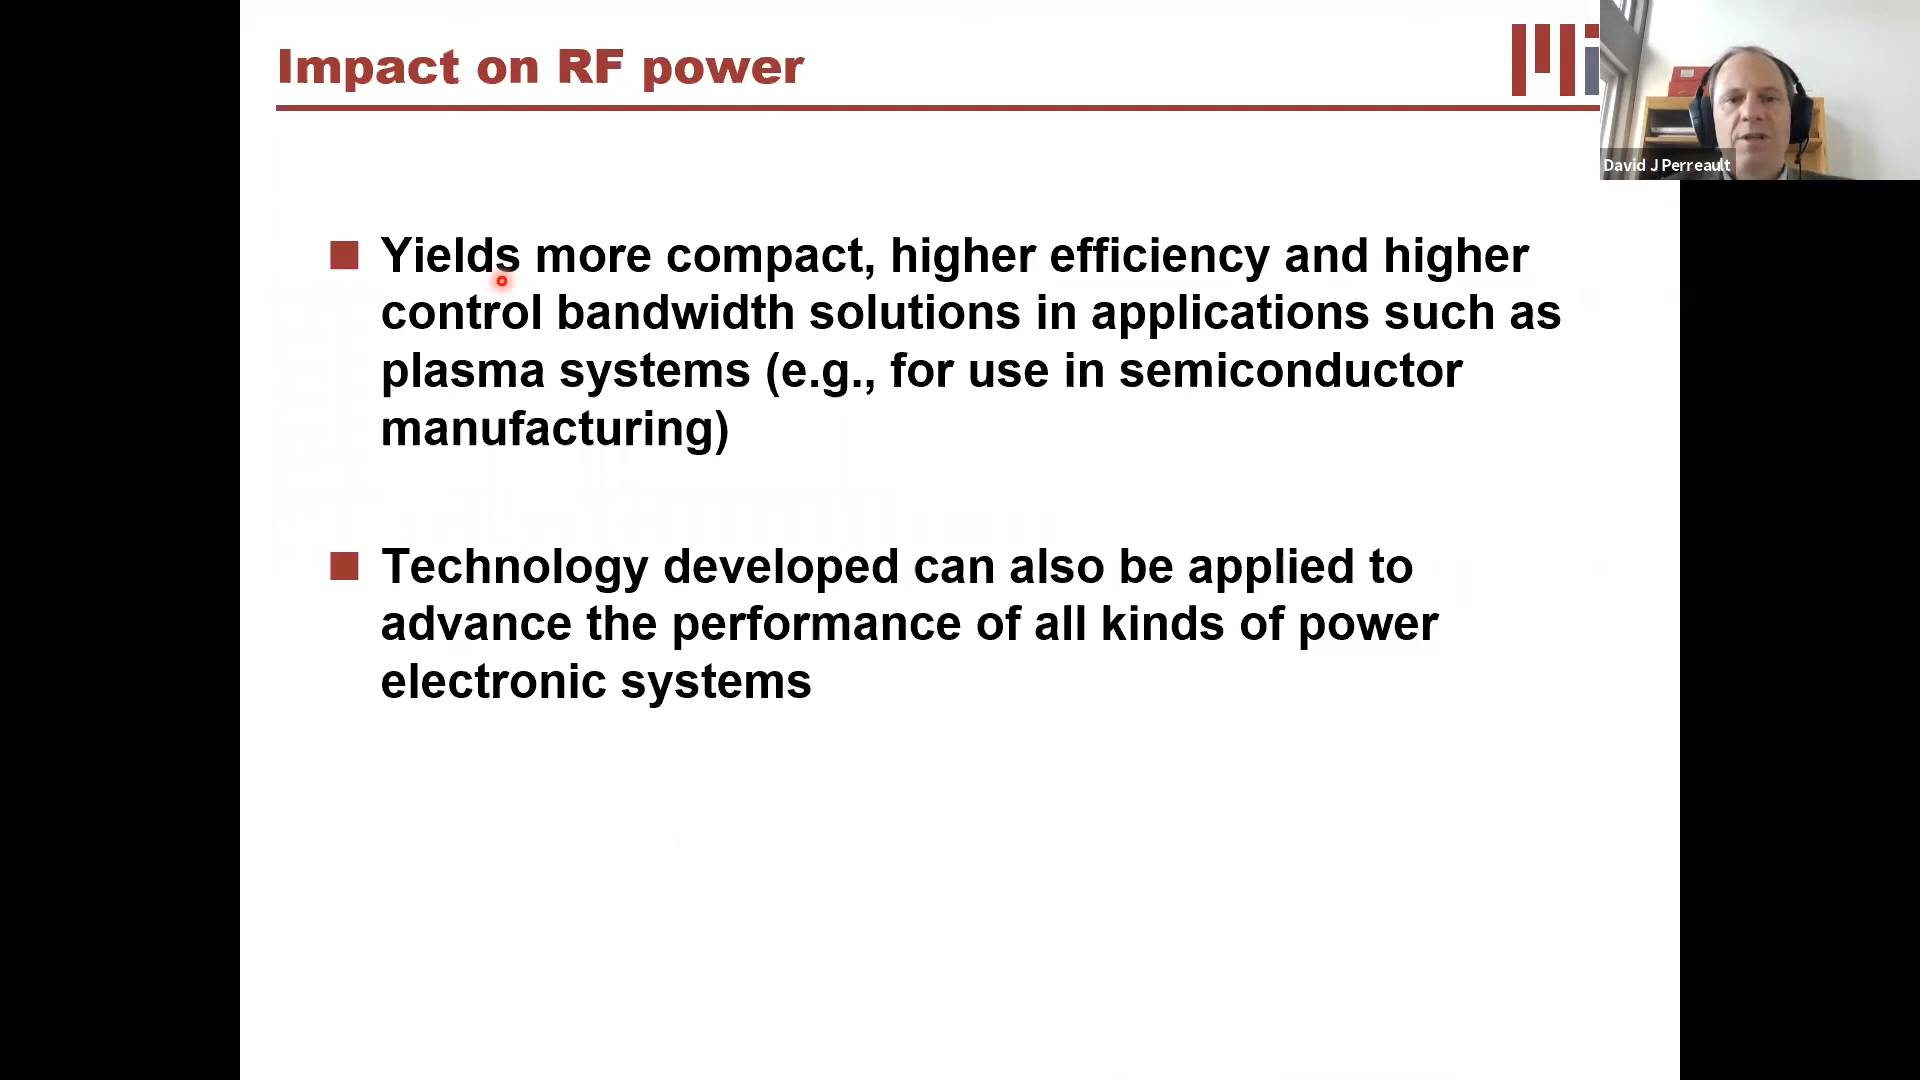 Impact on RF power
David J Perreault
Yields more compact, higher efficiency and higher
control bandwidth solutions in applications such as
plasma systems (e.g., for use in semiconductor
manufacturing)
Technology developed can also be applied to
advance the performance of all kinds of power
electronic systems